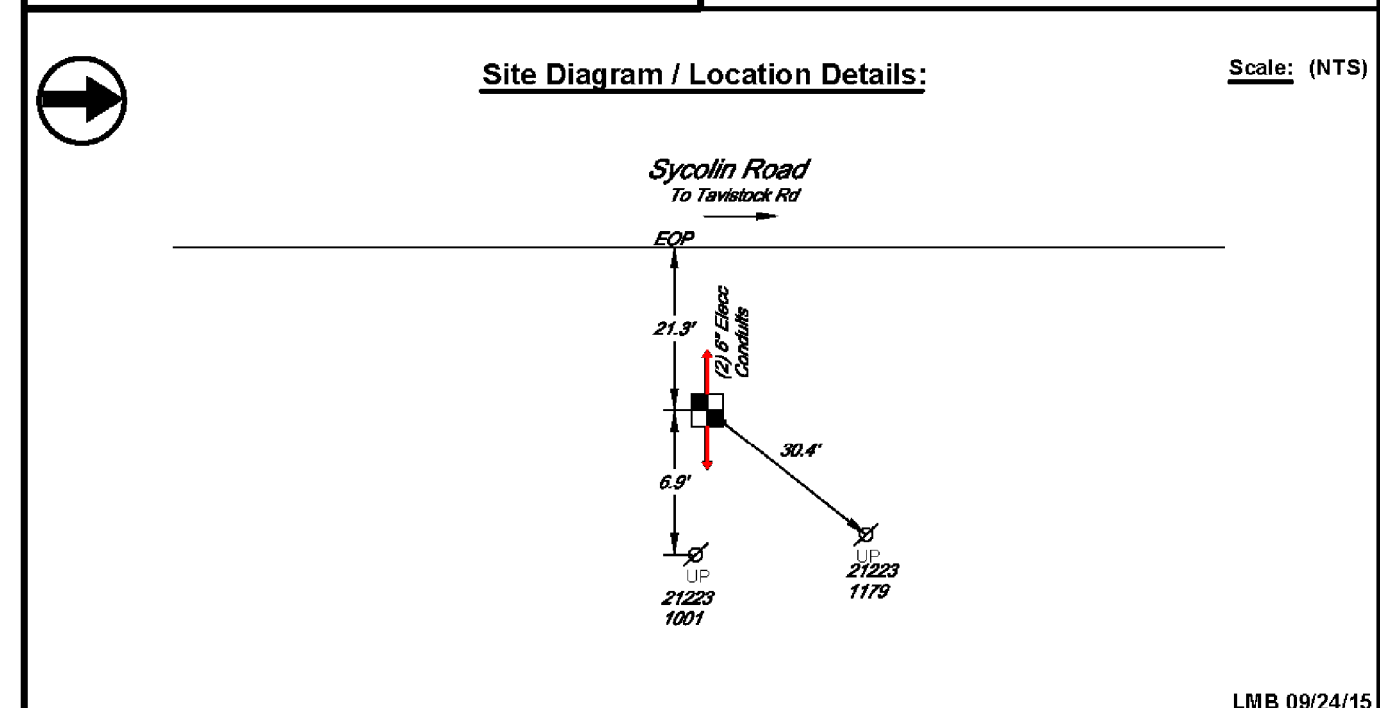 Site Diagram / Location Details:
Scale: (NTS)
Sycolin Road
To Tavistock Rd
EOP
21.3'
(2) 6" Elecc
Conduits
30.4'
6.9'
UP
21223
1179
UP
21223
1001
LMB 09/24/15